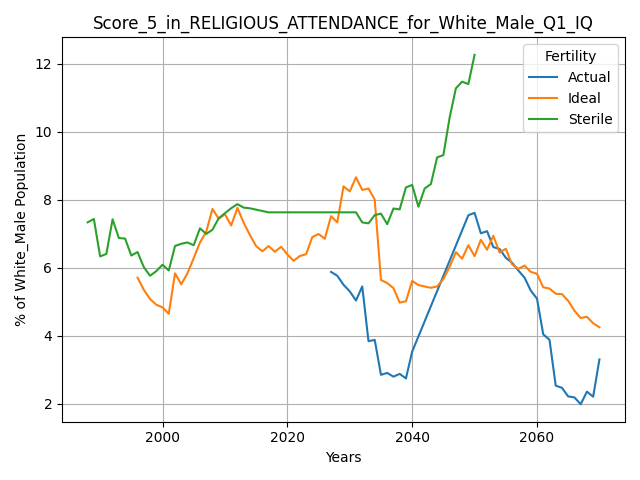 Score_5_in_RELIGIOUS_ATTENDANCE_for_White_Male_Q1_IQ
Fertility
Actual
Ideal
Sterile
% of White_Male Population
12
10
8
6
4
2
2000 2020 2040 2060
Years